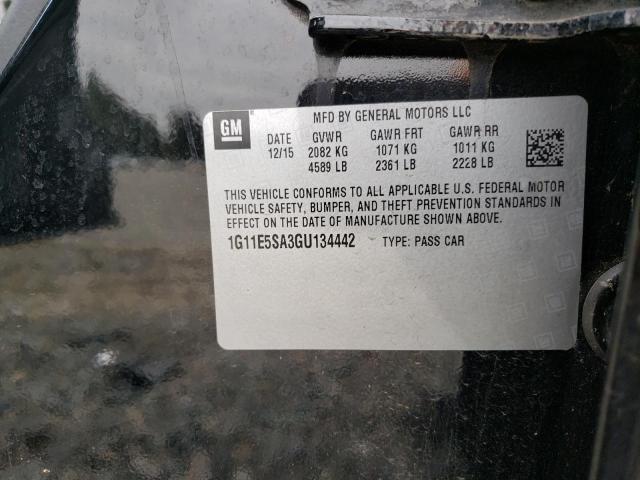 GM MFD BY GENERAL MOTORS LLC
DATE GVWR GAWR FRT GAWR RR
12/15 2082 KG 1071 KG 1011 KG
4589 LB 2361 LB 2228 LB
THIS VEHICLE CONFORMS TO ALL APPLICABLE U.S. FEDERAL MOTOR
VEHICLE SAFETY, BUMPER, AND THEFT PREVENTION STANDARDS IN
EFFECT ON THE DATE OF MANUFACTURE SHOWN ABOVE.
1G11E5SA3GU134442 TYPE: PASS CAR